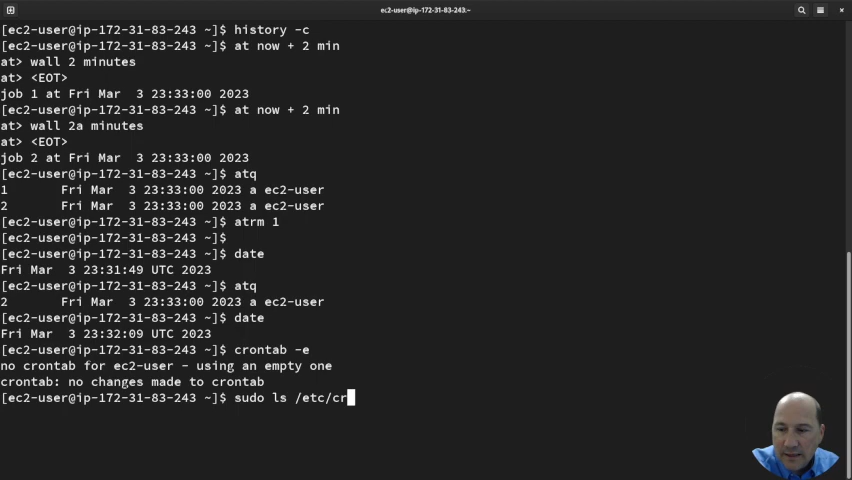 ec2-user@ip-172-31-83-243:~
[ec2-user@ip-172-31-83-243 ~]$ history -c
[ec2-user@ip-172-31-83-243 ~]$ at now + 2 min
at> wall 2 minutes
at> <EOT>
job 1 at Fri Mar  3 23:33:00 2023
[ec2-user@ip-172-31-83-243 ~]$ at now + 2 min
at> wall 2a minutes
at> <EOT>
job 2 at Fri Mar  3 23:33:00 2023
[ec2-user@ip-172-31-83-243 ~]$ atq
1       Fri Mar  3 23:33:00 2023 a ec2-user
2       Fri Mar  3 23:33:00 2023 a ec2-user
[ec2-user@ip-172-31-83-243 ~]$ atrm 1
[ec2-user@ip-172-31-83-243 ~]$
[ec2-user@ip-172-31-83-243 ~]$ date
Fri Mar  3 23:31:49 UTC 2023
[ec2-user@ip-172-31-83-243 ~]$ atq
2       Fri Mar  3 23:33:00 2023 a ec2-user
[ec2-user@ip-172-31-83-243 ~]$ date
Fri Mar  3 23:32:09 UTC 2023
[ec2-user@ip-172-31-83-243 ~]$ crontab -e
no crontab for ec2-user - using an empty one
crontab: no changes made to crontab
[ec2-user@ip-172-31-83-243 ~]$ sudo ls /etc/cr